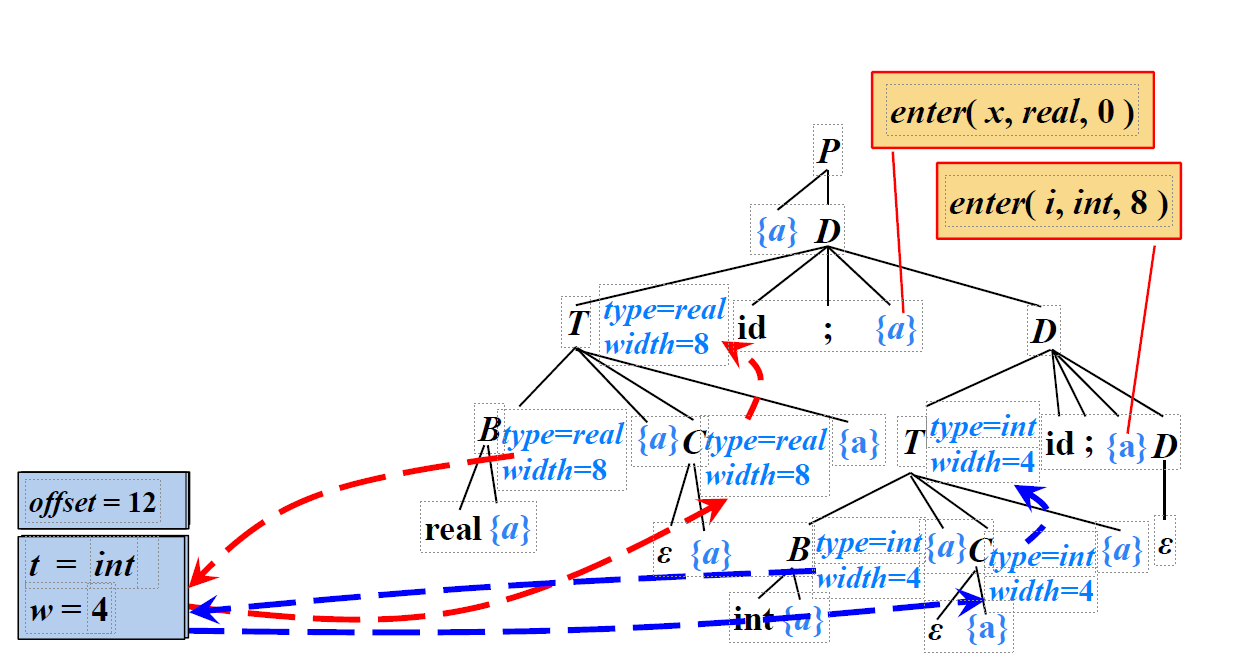 enter( x, real, 0 )
P
enter( i, int, 8 )
{a} D
T type=real width=8 id ; {a} D
B type=real width=8 {a} C type=real width=8 {a} T type=int width=4 id ; {a} D
offset = 12
real {a} ε {a} B type=int width=4 {a} C type=int width=4 {a} ε
t = int
w = 4
int {a} ε {a}